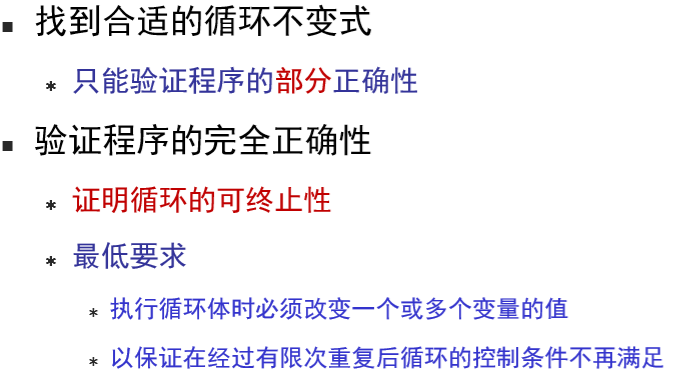 ▪ 找到合适的循环不变式
* 只能验证程序的部分正确性
▪ 验证程序的完全正确性
* 证明循环的可终止性
* 最低要求
* 执行循环体时必须改变一个或多个变量的值
* 以保证在经过有限次重复后循环的控制条件不再满足